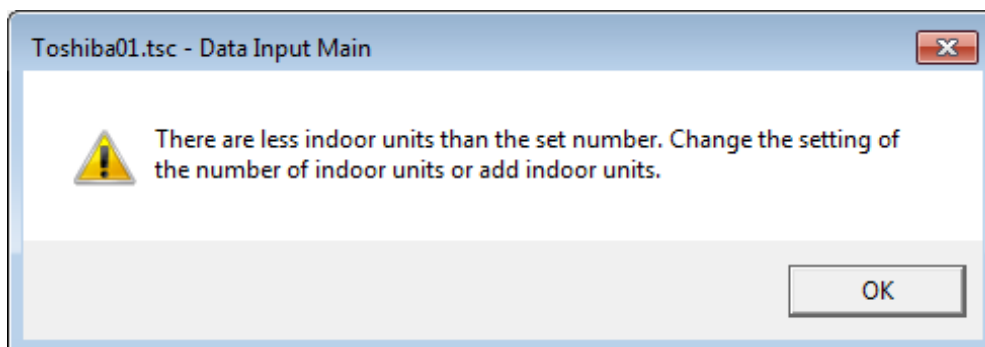 Toshiba01.tsc - Data Input Main
There are less indoor units than the set number. Change the setting of
the number of indoor units or add indoor units.
OK